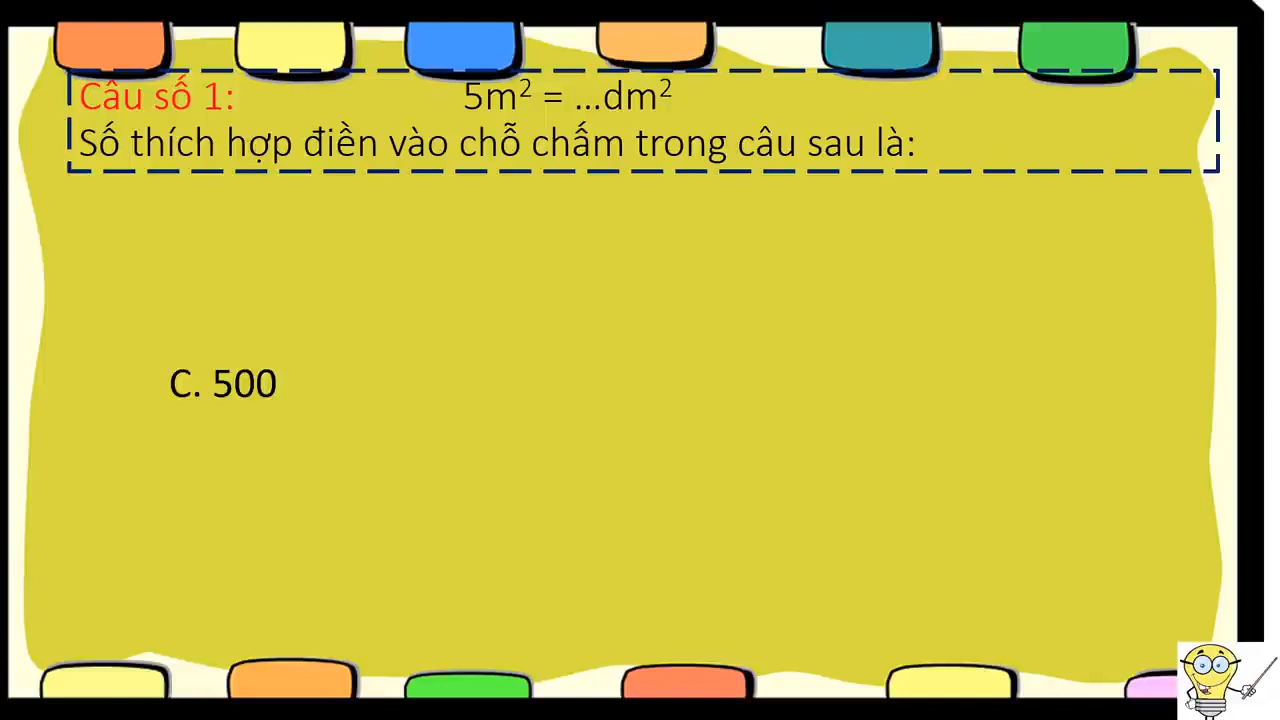 Câu số 1: 5m² = ...dm²
Số thích hợp điền vào chỗ chấm trong câu sau là:
C. 500